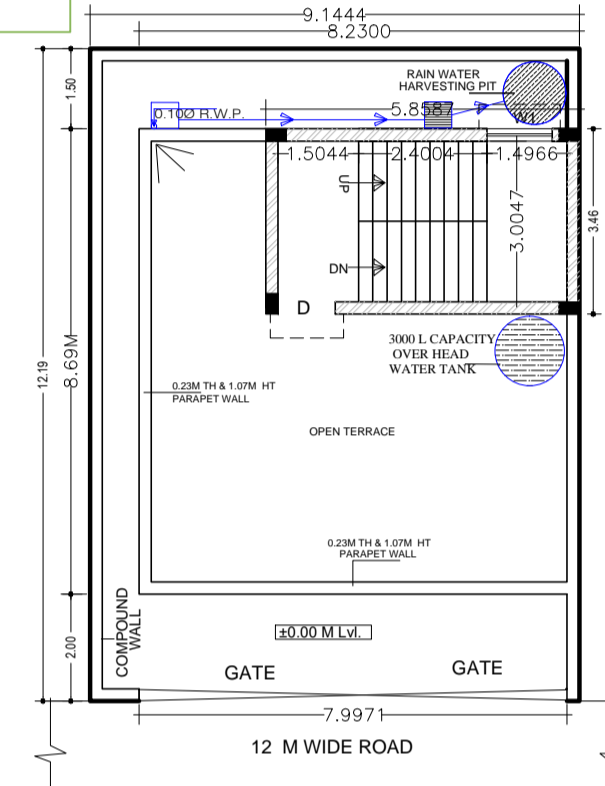 9.1444
8.2300
1.50
RAIN WATER
HARVESTING PIT
0.10Ø R.W.P.
5.8587
W1
1.5044
2.4004
1.4966
UP
3.0047
3.46
DN
D
3000 L CAPACITY
OVER HEAD
WATER TANK
12.19
8.69M
0.23M TH & 1.07M HT
PARAPET WALL
OPEN TERRACE
0.23M TH & 1.07M HT
PARAPET WALL
COMPOUND
WALL
2.00
±0.00 M Lvl.
GATE
GATE
7.9971
12 M WIDE ROAD